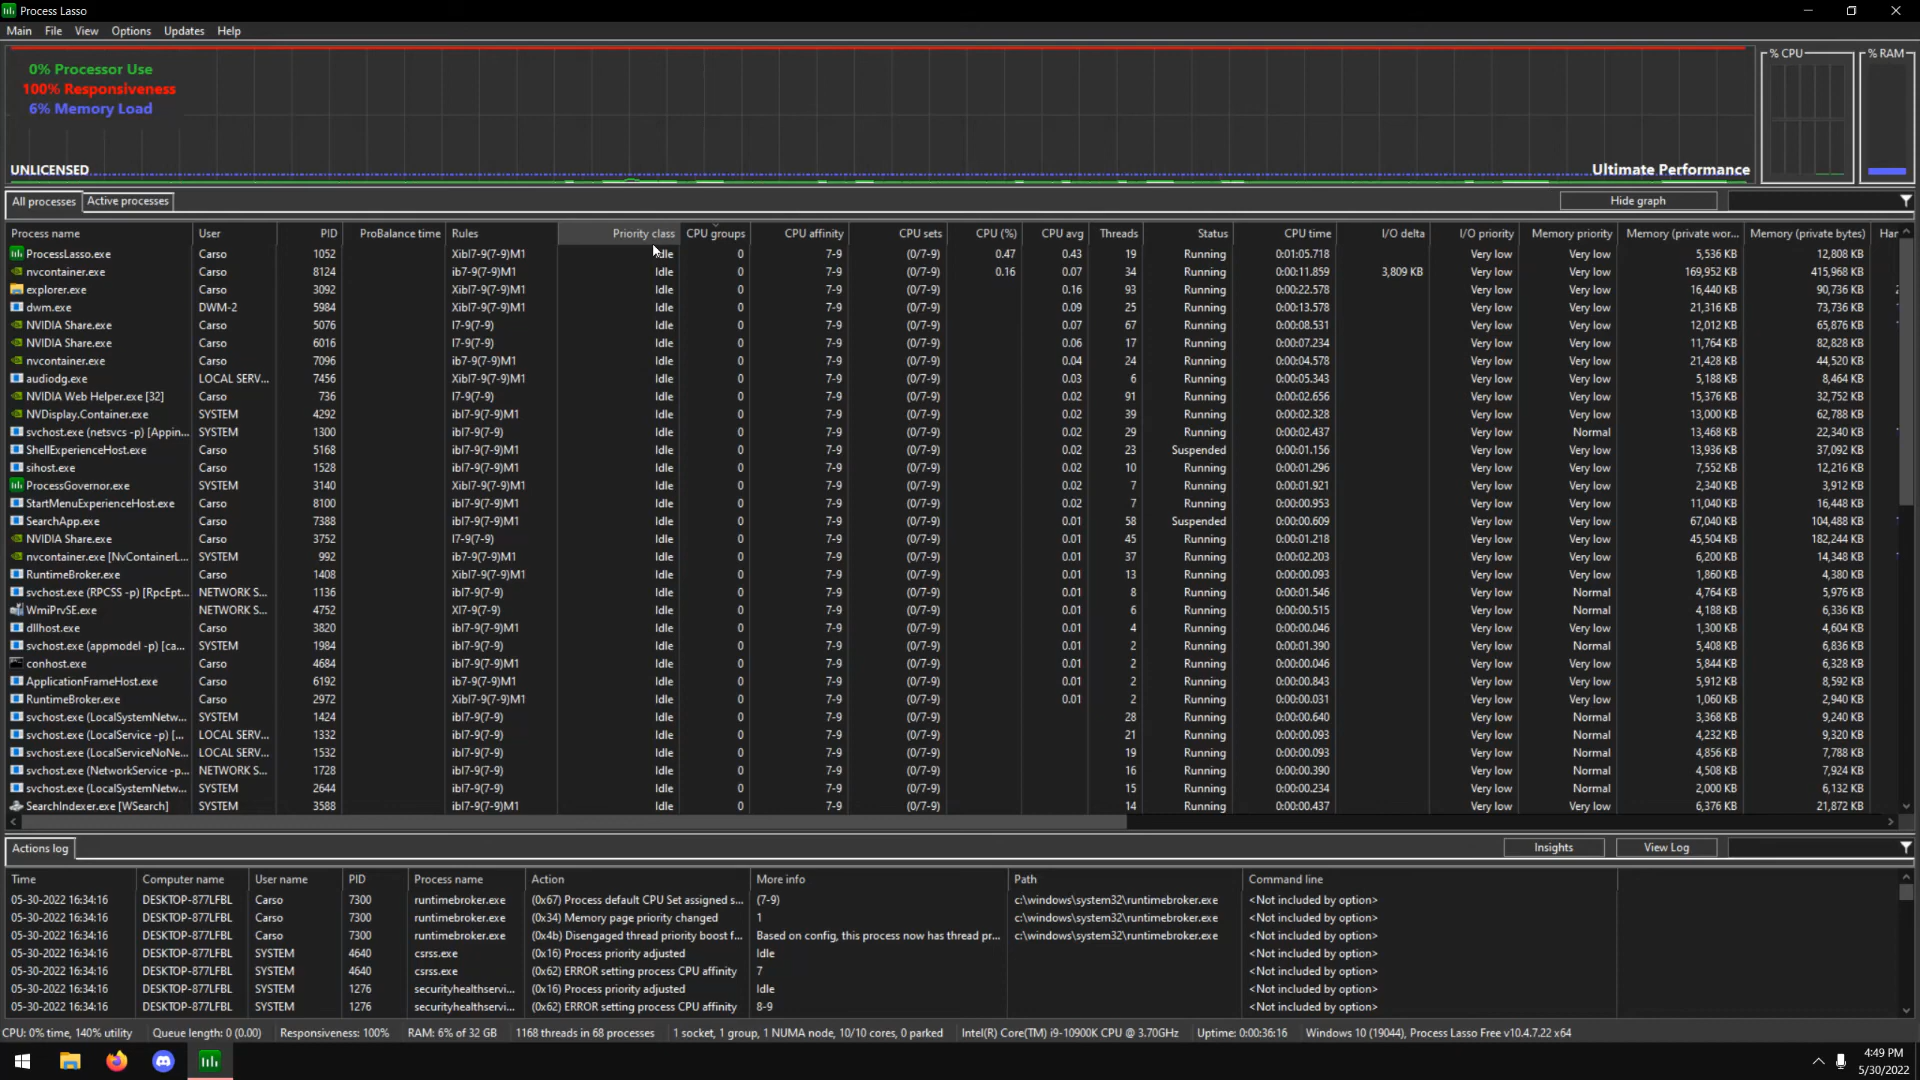 Process Lasso
Main File View Options Updates Help
0% Processor Use
100% Responsiveness
6% Memory Load
UNLICENSED
Ultimate Performance
% CPU
% RAM
All processes Active processes
Hide graph
Process name User PID ProBalance time Rules Priority class CPU groups CPU affinity CPU sets CPU (%) CPU avg Threads Status CPU time I/O delta I/O priority Memory priority Memory (private wor... Memory (private bytes) Har
ProcessLasso.exe Carso 1052 XibI7-9(7-9)M1 Idle 0 7-9 (0/7-9) 0.47 0.43 19 Running 0:01:05.718 Very low Very low 5,536 KB 12,808 KB
nvcontainer.exe Carso 8124 ib7-9(7-9)M1 Idle 0 7-9 (0/7-9) 0.16 0.07 34 Running 0:00:11.859 3,809 KB Very low Very low 169,952 KB 415,968 KB
explorer.exe Carso 3092 XibI7-9(7-9)M1 Idle 0 7-9 (0/7-9) 0.16 93 Running 0:00:22.578 Very low Very low 16,440 KB 90,736 KB
dwm.exe DWM-2 5984 XibI7-9(7-9)M1 Idle 0 7-9 (0/7-9) 0.09 25 Running 0:00:13.578 Very low Very low 21,316 KB 73,736 KB
NVIDIA Share.exe Carso 5076 I7-9(7-9) Idle 0 7-9 (0/7-9) 0.07 67 Running 0:00:08.531 Very low Very low 12,012 KB 65,876 KB
NVIDIA Share.exe Carso 6016 I7-9(7-9) Idle 0 7-9 (0/7-9) 0.06 17 Running 0:00:07.234 Very low Very low 11,764 KB 82,828 KB
nvcontainer.exe Carso 7096 ib7-9(7-9)M1 Idle 0 7-9 (0/7-9) 0.04 24 Running 0:00:04.578 Very low Very low 21,428 KB 44,520 KB
audiodg.exe LOCAL SERV... 7456 XibI7-9(7-9)M1 Idle 0 7-9 (0/7-9) 0.03 6 Running 0:00:05.343 Very low Very low 5,188 KB 8,464 KB
NVIDIA Web Helper.exe [32] Carso 736 I7-9(7-9) Idle 0 7-9 (0/7-9) 0.02 91 Running 0:00:02.656 Very low Very low 15,376 KB 32,752 KB
NVDisplay.Container.exe SYSTEM 4292 ibI7-9(7-9)M1 Idle 0 7-9 (0/7-9) 0.02 39 Running 0:00:02.328 Very low Very low 13,000 KB 62,788 KB
svchost.exe (netsvcs -p) [Appin... SYSTEM 1300 ibI7-9(7-9) Idle 0 7-9 (0/7-9) 0.02 29 Running 0:00:02.437 Very low Normal 13,468 KB 22,340 KB
ShellExperienceHost.exe Carso 5168 ibI7-9(7-9)M1 Idle 0 7-9 (0/7-9) 0.02 23 Suspended 0:00:01.156 Very low Very low 13,936 KB 37,092 KB
sihost.exe Carso 1528 ibI7-9(7-9)M1 Idle 0 7-9 (0/7-9) 0.02 10 Running 0:00:01.296 Very low Very low 7,552 KB 12,216 KB
ProcessGovernor.exe SYSTEM 3140 XibI7-9(7-9)M1 Idle 0 7-9 (0/7-9) 0.02 7 Running 0:00:01.921 Very low Very low 2,340 KB 3,912 KB
StartMenuExperienceHost.exe Carso 8100 ibI7-9(7-9)M1 Idle 0 7-9 (0/7-9) 0.02 7 Running 0:00:00.953 Very low Very low 11,040 KB 16,448 KB
SearchApp.exe Carso 7388 ibI7-9(7-9)M1 Idle 0 7-9 (0/7-9) 0.01 58 Suspended 0:00:00.609 Very low Very low 67,040 KB 104,488 KB
NVIDIA Share.exe Carso 3752 I7-9(7-9) Idle 0 7-9 (0/7-9) 0.01 45 Running 0:00:01.218 Very low Very low 45,504 KB 182,244 KB
nvcontainer.exe [NvContainerL... SYSTEM 992 ib7-9(7-9)M1 Idle 0 7-9 (0/7-9) 0.01 37 Running 0:00:02.203 Very low Very low 6,200 KB 14,348 KB
RuntimeBroker.exe Carso 1408 XibI7-9(7-9)M1 Idle 0 7-9 (0/7-9) 0.01 13 Running 0:00:00.093 Very low Very low 1,860 KB 4,380 KB
svchost.exe (RPCSS -p) [RpcEpt... NETWORK S... 1136 ibI7-9(7-9) Idle 0 7-9 (0/7-9) 0.01 8 Running 0:00:01.546 Very low Normal 4,764 KB 5,976 KB
WmiPrvSE.exe NETWORK S... 4752 XI7-9(7-9) Idle 0 7-9 (0/7-9) 0.01 6 Running 0:00:00.515 Very low Very low 4,188 KB 6,336 KB
dllhost.exe Carso 3820 ibI7-9(7-9)M1 Idle 0 7-9 (0/7-9) 0.01 4 Running 0:00:00.046 Very low Very low 1,300 KB 4,604 KB
svchost.exe (appmodel -p) [ca... SYSTEM 1984 ibI7-9(7-9) Idle 0 7-9 (0/7-9) 0.01 2 Running 0:00:01.390 Very low Normal 5,408 KB 6,836 KB
conhost.exe Carso 4684 ibI7-9(7-9)M1 Idle 0 7-9 (0/7-9) 0.01 2 Running 0:00:00.046 Very low Very low 5,844 KB 6,328 KB
ApplicationFrameHost.exe Carso 6192 ib7-9(7-9)M1 Idle 0 7-9 (0/7-9) 0.01 2 Running 0:00:00.843 Very low Very low 5,912 KB 8,592 KB
RuntimeBroker.exe Carso 2972 XibI7-9(7-9)M1 Idle 0 7-9 (0/7-9) 0.01 2 Running 0:00:00.031 Very low Very low 1,060 KB 2,940 KB
svchost.exe (LocalSystemNetw... SYSTEM 1424 ibI7-9(7-9) Idle 0 7-9 (0/7-9) 28 Running 0:00:00.640 Very low Normal 3,368 KB 9,240 KB
svchost.exe (LocalService -p) [... LOCAL SERV... 1332 ibI7-9(7-9) Idle 0 7-9 (0/7-9) 21 Running 0:00:00.093 Very low Normal 4,232 KB 9,320 KB
svchost.exe (LocalServiceNoNe... LOCAL SERV... 1532 ibI7-9(7-9) Idle 0 7-9 (0/7-9) 19 Running 0:00:00.093 Very low Normal 4,856 KB 7,788 KB
svchost.exe (NetworkService -p... NETWORK S... 1728 ibI7-9(7-9) Idle 0 7-9 (0/7-9) 16 Running 0:00:00.390 Very low Normal 4,508 KB 7,924 KB
svchost.exe (LocalSystemNetw... SYSTEM 2644 ibI7-9(7-9) Idle 0 7-9 (0/7-9) 15 Running 0:00:00.234 Very low Normal 2,000 KB 6,132 KB
SearchIndexer.exe [WSearch] SYSTEM 3588 ibI7-9(7-9)M1 Idle 0 7-9 (0/7-9) 14 Running 0:00:00.437 Very low Very low 6,376 KB 21,872 KB
Actions log
Insights View Log
Time Computer name User name PID Process name Action More info Path Command line
05-30-2022 16:34:16 DESKTOP-877LFBL Carso 7300 runtimebroker.exe (0x67) Process default CPU Set assigned s... (7-9) c:\windows\system32\runtimebroker.exe <Not included by option>
05-30-2022 16:34:16 DESKTOP-877LFBL Carso 7300 runtimebroker.exe (0x34) Memory page priority changed 1 c:\windows\system32\runtimebroker.exe <Not included by option>
05-30-2022 16:34:16 DESKTOP-877LFBL Carso 7300 runtimebroker.exe (0x4b) Disengaged thread priority boost f... Based on config, this process now has thread pr... c:\windows\system32\runtimebroker.exe <Not included by option>
05-30-2022 16:34:16 DESKTOP-877LFBL SYSTEM 4640 csrss.exe (0x16) Process priority adjusted Idle <Not included by option>
05-30-2022 16:34:16 DESKTOP-877LFBL SYSTEM 4640 csrss.exe (0x62) ERROR setting process CPU affinity 7 <Not included by option>
05-30-2022 16:34:16 DESKTOP-877LFBL SYSTEM 1276 securityhealthservi... (0x16) Process priority adjusted Idle <Not included by option>
05-30-2022 16:34:16 DESKTOP-877LFBL SYSTEM 1276 securityhealthservi... (0x62) ERROR setting process CPU affinity 8-9 <Not included by option>
CPU: 0% time, 140% utility Queue length: 0 (0.00) Responsiveness: 100% RAM: 6% of 32 GB 1168 threads in 68 processes 1 socket, 1 group, 1 NUMA node, 10/10 cores, 0 parked Intel(R) Core(TM) i9-10900K CPU @ 3.70GHz Uptime: 0:00:36:16 Windows 10 (19044), Process Lasso Free v10.4.7.22 x64
4:49 PM
5/30/2022